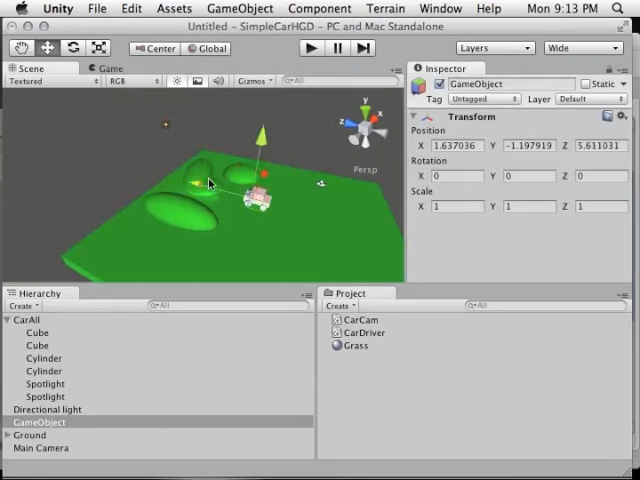 Unity File Edit Assets GameObject Component Terrain Window Help Mon 9:13 PM
Untitled - SimpleCarHGD - PC and Mac Standalone
Center Global Layers Wide
Scene Game
Textured RGB Gizmos All
y
x
z
Persp
Inspector
GameObject Static
Tag Untagged Layer Default
Transform
Position
X 1.637036 Y -1.197919 Z 5.611031
Rotation
X 0 Y 0 Z 0
Scale
X 1 Y 1 Z 1
Hierarchy
Create All
CarAll
Cube
Cube
Cylinder
Cylinder
Spotlight
Spotlight
Directional light
GameObject
Ground
Main Camera
Project
Create All
CarCam
CarDriver
Grass